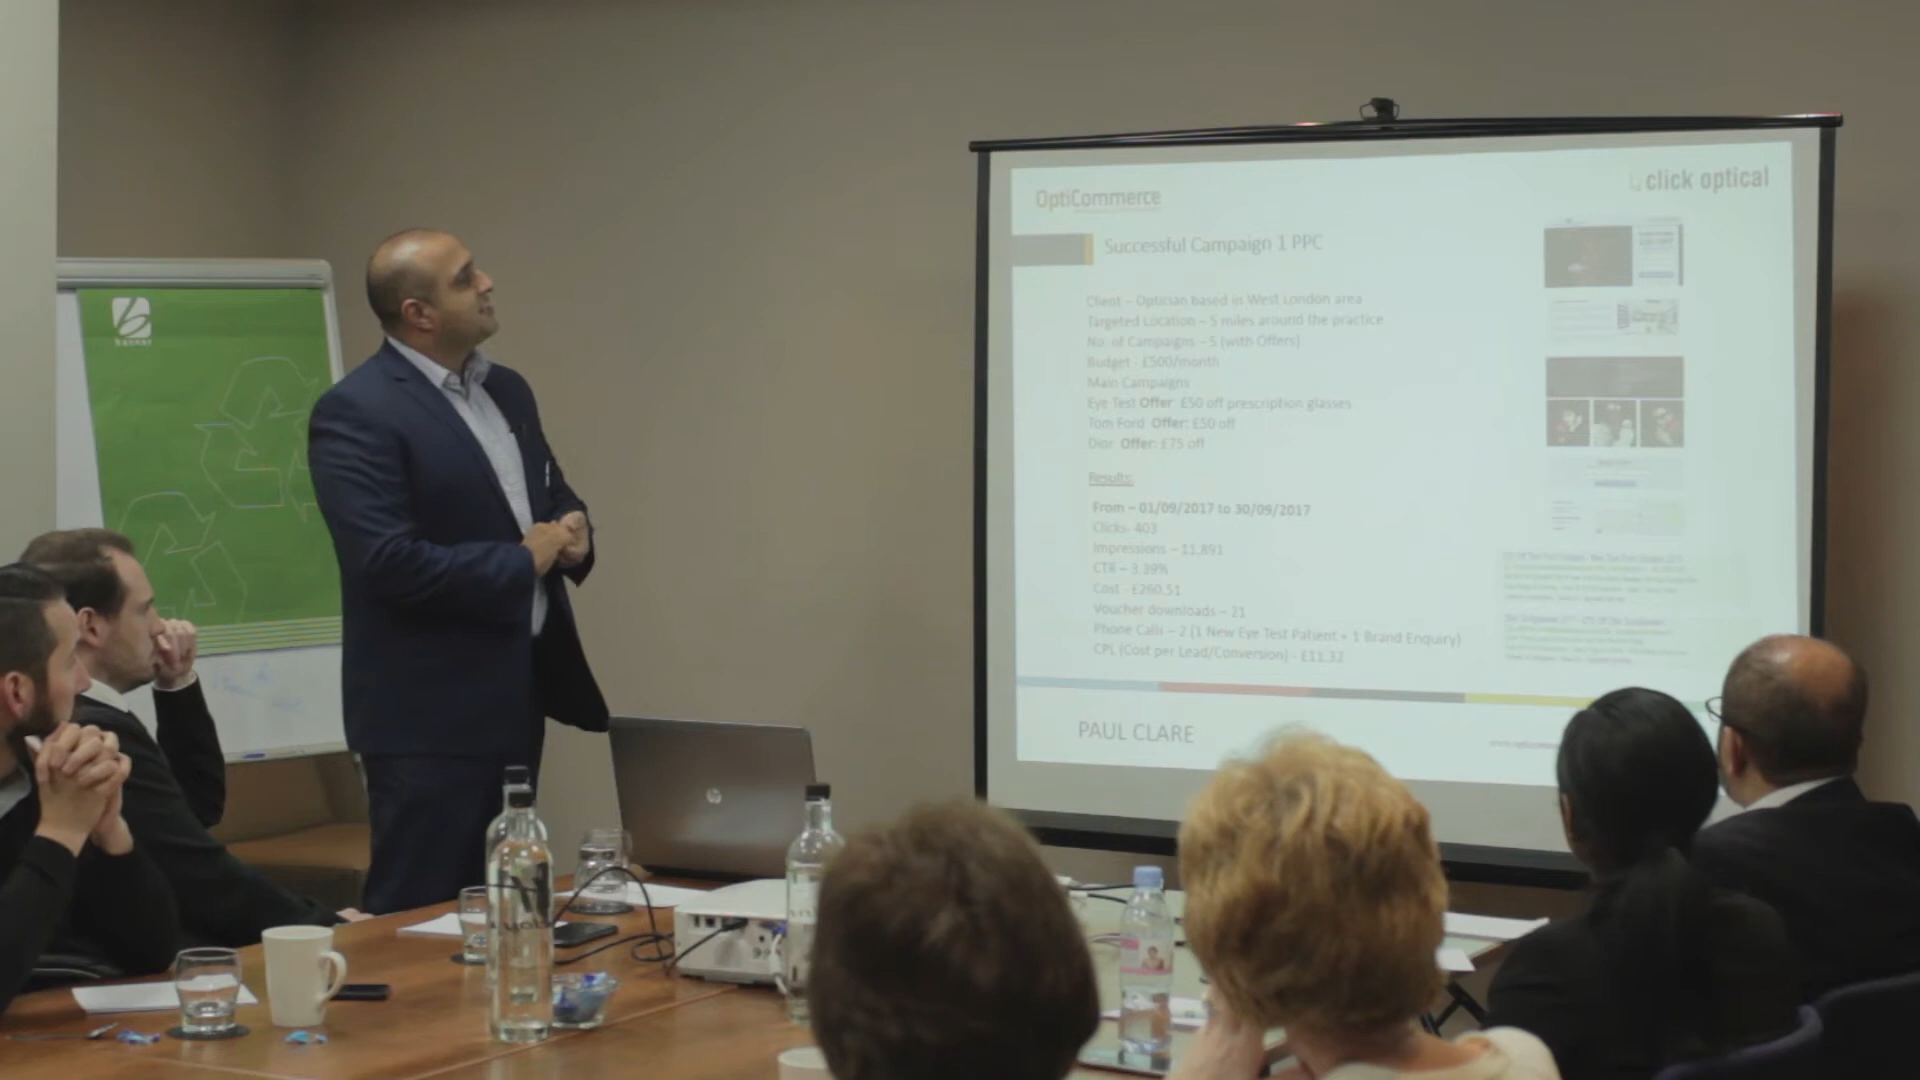 banner
OptiCommerce
click optical
Successful Campaign 1 PPC
Client – Optician based in West London area
Targeted Location – 5 miles around the practice
No. of Campaigns – 5 (with Offers)
Budget - £500/month
Main Campaigns
Eye Test Offer £50 off prescription glasses
Tom Ford Offer: £50 off
Dior Offer: £75 off
Results:
From – 01/09/2017 to 30/09/2017
Clicks- 403
Impressions – 11,891
CTR – 3.39%
Cost - £260.51
Voucher downloads – 21
Phone Calls – 2 (1 New Eye Test Patient + 1 Brand Enquiry)
CPL (Cost per Lead/Conversion) - £11.32
PAUL CLARE
hp